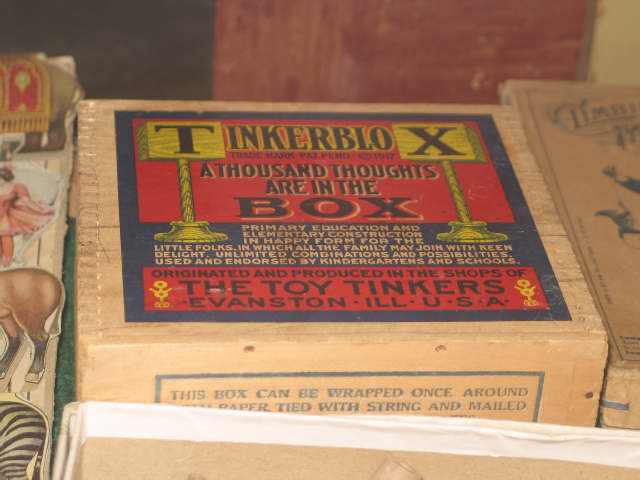 TINKERBLOX
TRADE MARK PAT. PEND. © 1917
A THOUSAND THOUGHTS
ARE IN THE
BOX
PRIMARY EDUCATION AND
ELEMENTARY CONSTRUCTION
IN HAPPY FORM FOR THE
LITTLE FOLKS. IN WHICH ALL THE FAMILY MAY JOIN WITH KEEN
DELIGHT. UNLIMITED COMBINATIONS AND POSSIBILITIES.
USED AND ENDORSED BY KINDERGARTENS AND SCHOOLS.
ORIGINATED AND PRODUCED IN THE SHOPS OF
THE TOY TINKERS
-EVANSTON-ILL-U-S-A-
THIS BOX CAN BE WRAPPED ONCE AROUND
PAPER TIED WITH STRING AND MAILED